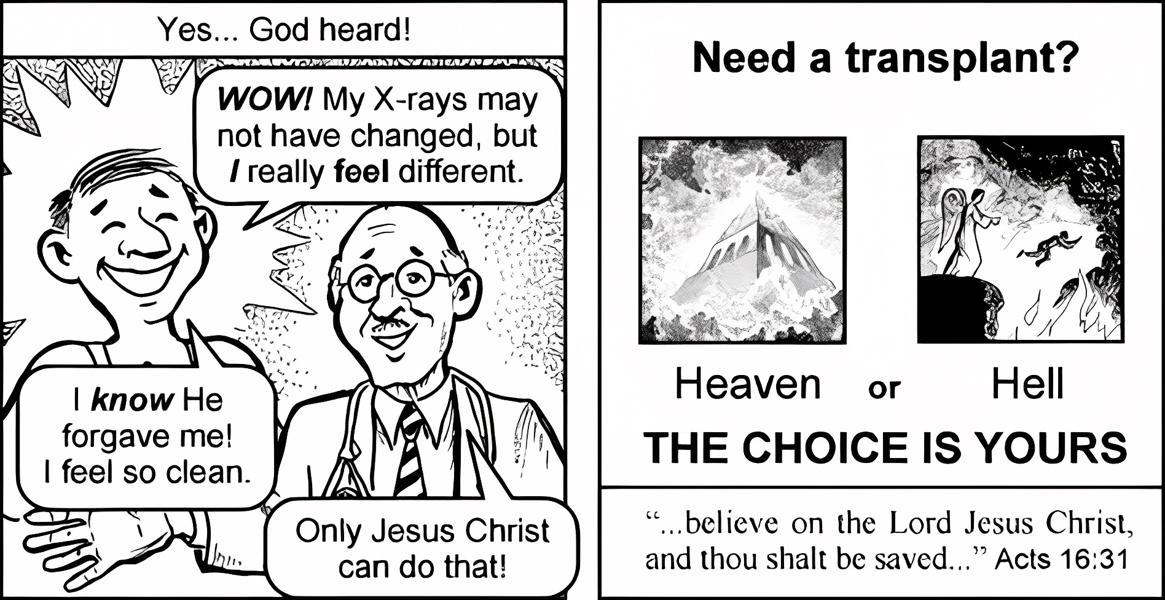 Yes... God heard!
WOW! My X-rays may
not have changed, but
I really feel different.
I know He
forgave me!
I feel so clean.
Only Jesus Christ
can do that!
Need a transplant?
Heaven or Hell
THE CHOICE IS YOURS
“...believe on the Lord Jesus Christ,
and thou shalt be saved...” Acts 16:31